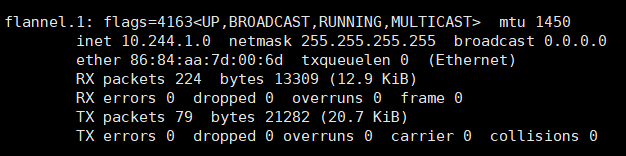 flannel.1: flags=4163<UP,BROADCAST,RUNNING,MULTICAST>  mtu 1450
        inet 10.244.1.0  netmask 255.255.255.255  broadcast 0.0.0.0
        ether 86:84:aa:7d:00:6d  txqueuelen 0  (Ethernet)
        RX packets 224  bytes 13309 (12.9 KiB)
        RX errors 0  dropped 0  overruns 0  frame 0
        TX packets 79  bytes 21282 (20.7 KiB)
        TX errors 0  dropped 0 overruns 0  carrier 0  collisions 0